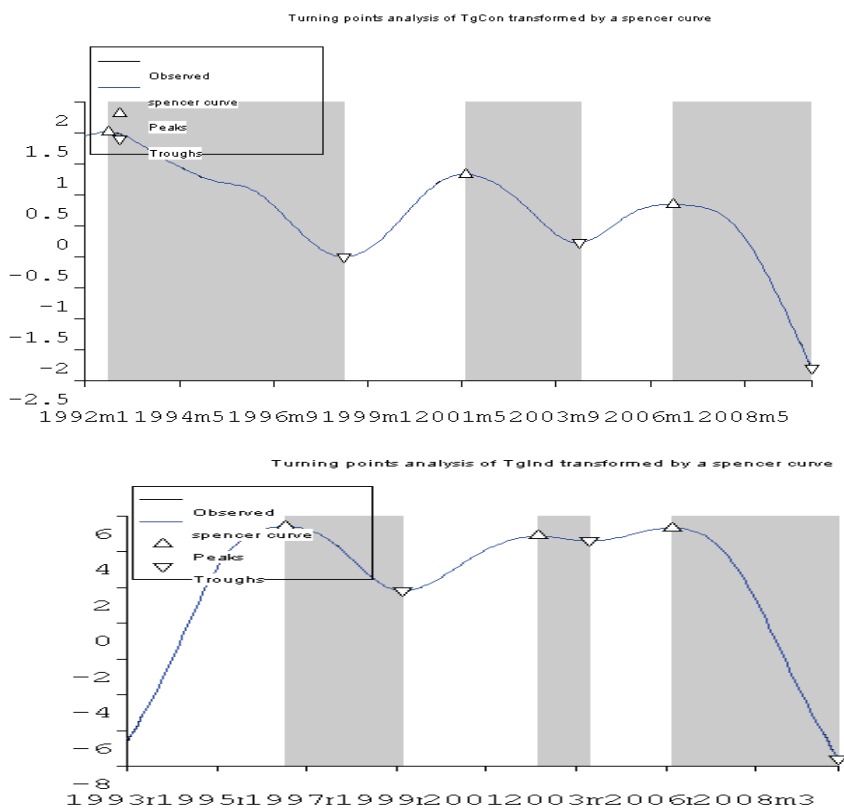 Turning points analysis of TgCon transformed by a spencer curve
Observed
spencer curve
Peaks
Troughs
2
1.5
1
0.5
0
-0.5
-1
-1.5
-2
-2.5
1992m1 1994m5 1996m9 1999m1 2001m5 2003m9 2006m1 2008m5
Turning points analysis of TgInd transformed by a spencer curve
Observed
spencer curve
Peaks
Troughs
6
4
2
0
-2
-4
-6
-8
2008m3